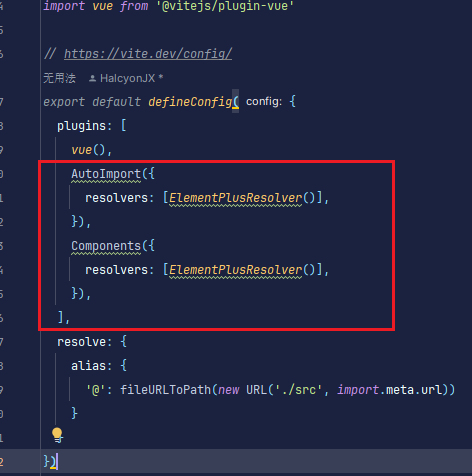 import vue from '@vitejs/plugin-vue'
// https://vite.dev/config/
无用法 HalcyonJX *
export default defineConfig( config: {
plugins: [
vue(),
AutoImport({
resolvers: [ElementPlusResolver()],
}),
Components({
resolvers: [ElementPlusResolver()],
}),
],
resolve: {
alias: {
'@': fileURLToPath(new URL('./src', import.meta.url))
}
}
})